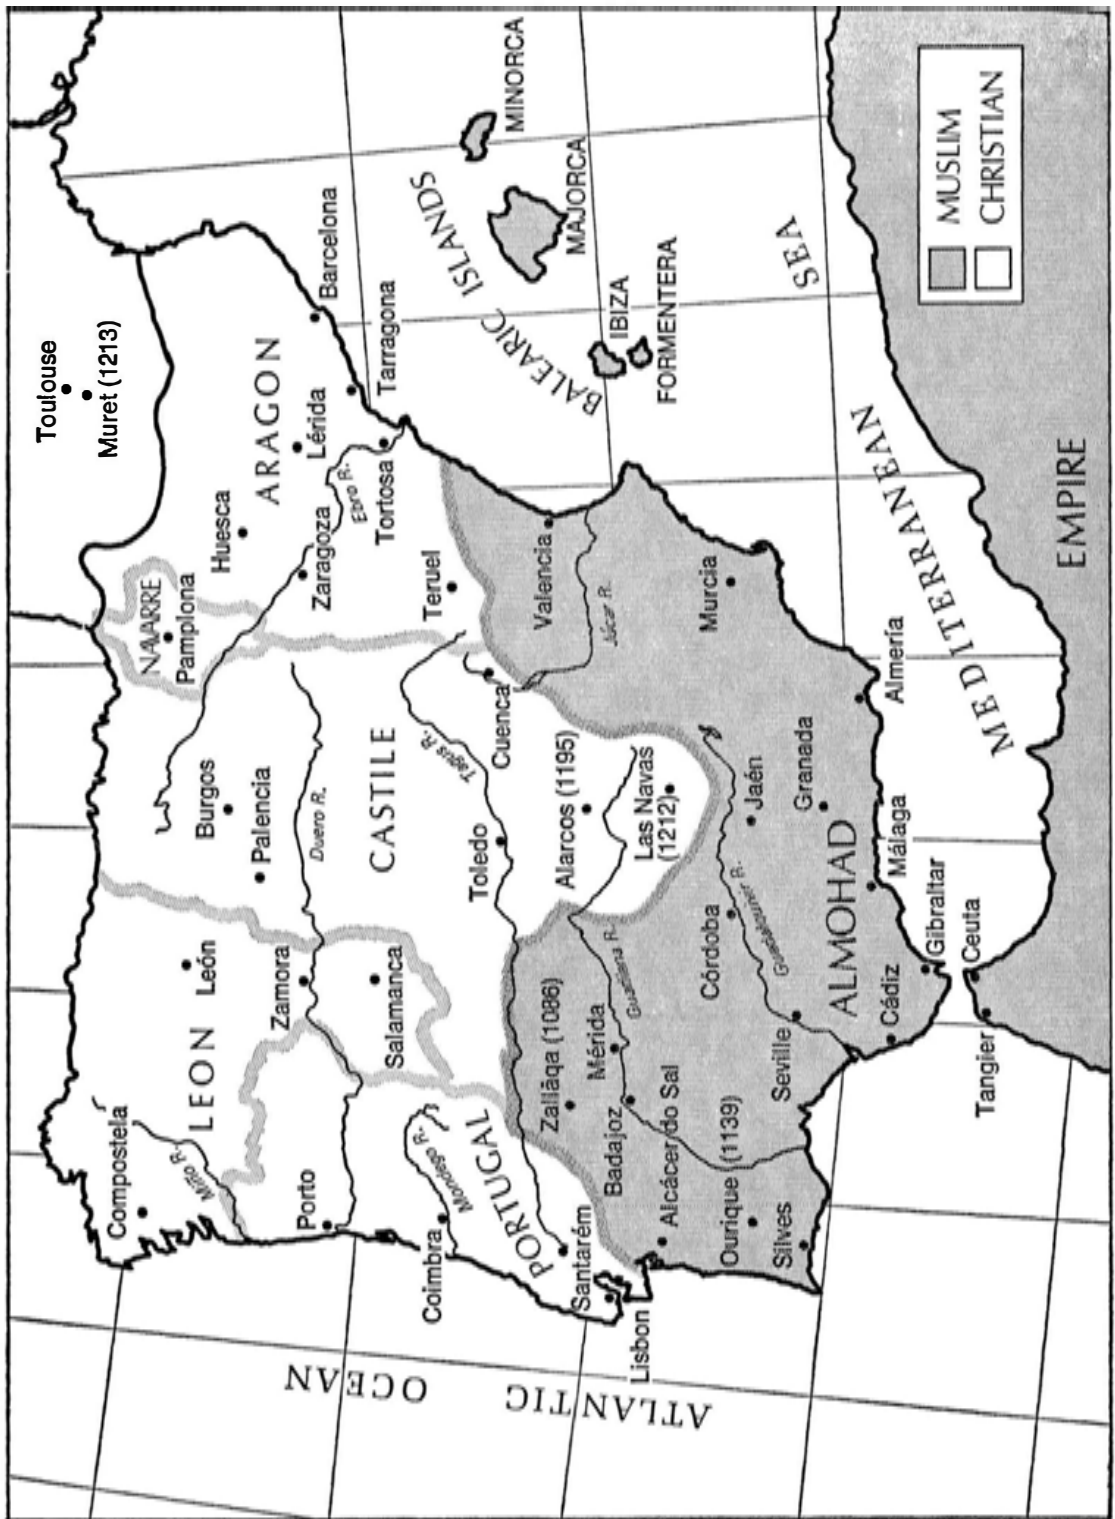 Toulouse
Muret (1213)
NAVARRE
Pamplona
Huesca
ARAGON
Zaragoza
Ebro R.
Lérida
Barcelona
Tarragona
Tortosa
Teruel
Compostela
Miño R.
LEON
León
Zamora
Salamanca
Burgos
Palencia
Duero R.
CASTILE
Tagus R.
Cuenca
Toledo
Alarcos (1195)
Las Navas
(1212)
Porto
Coimbra
Mondego R.
PORTUGAL
Santarém
Lisbon
Zallāqa (1086)
Mérida
Badajoz
Guadiana R.
Alcácer do Sal
Ourique (1139)
Silves
Seville
Córdoba
Guadalquivir R.
Jaén
Granada
Valencia
Júcar R.
Murcia
Almería
Málaga
Cádiz
Gibraltar
Ceuta
Tangier
ALMOHAD
EMPIRE
BALEARIC ISLANDS
MINORCA
MAJORCA
IBIZA
FORMENTERA
MEDITERRANEAN
SEA
ATLANTIC
OCEAN
MUSLIM
CHRISTIAN